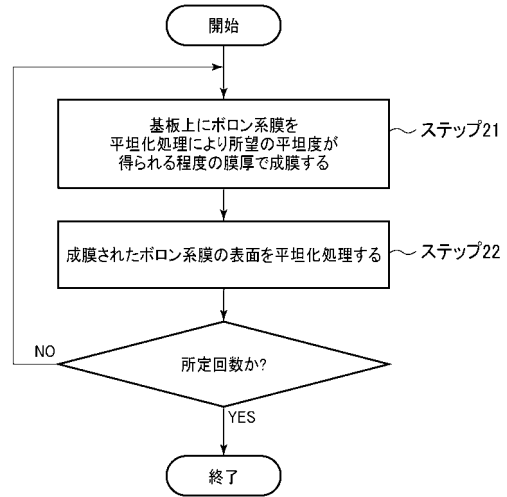 開始
基板上にボロン系膜を
平坦化処理により所望の平坦度が
得られる程度の膜厚で成膜する
ステップ21
成膜されたボロン系膜の表面を平坦化処理する
ステップ22
所定回数か?
NO
YES
終了